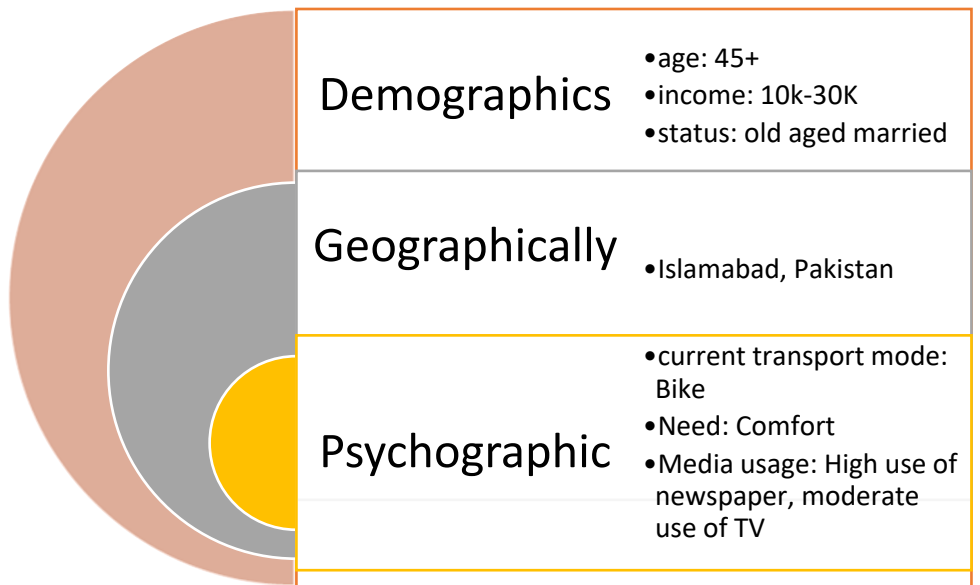 Demographics
•age: 45+
•income: 10k-30K
•status: old aged married
Geographically
•Islamabad, Pakistan
Psychographic
•current transport mode:
Bike
•Need: Comfort
•Media usage: High use of
newspaper, moderate
use of TV